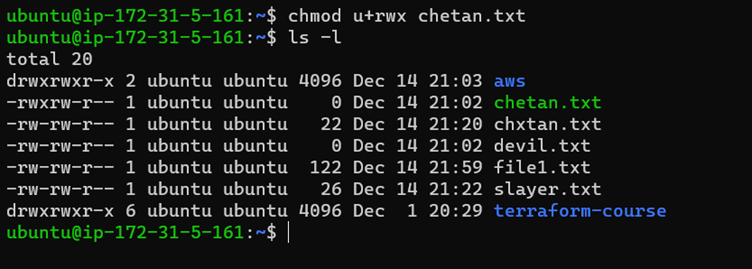 ubuntu@ip-172-31-5-161:~$ chmod u+rwx chetan.txt
ubuntu@ip-172-31-5-161:~$ ls -l
total 20
drwxrwxr-x 2 ubuntu ubuntu 4096 Dec 14 21:03 aws
-rwxrw-r-- 1 ubuntu ubuntu    0 Dec 14 21:02 chetan.txt
-rw-rw-r-- 1 ubuntu ubuntu   22 Dec 14 21:20 chxtan.txt
-rw-rw-r-- 1 ubuntu ubuntu    0 Dec 14 21:02 devil.txt
-rw-rw-r-- 1 ubuntu ubuntu  122 Dec 14 21:59 file1.txt
-rw-rw-r-- 1 ubuntu ubuntu   26 Dec 14 21:22 slayer.txt
drwxrwxr-x 6 ubuntu ubuntu 4096 Dec  1 20:29 terraform-course
ubuntu@ip-172-31-5-161:~$